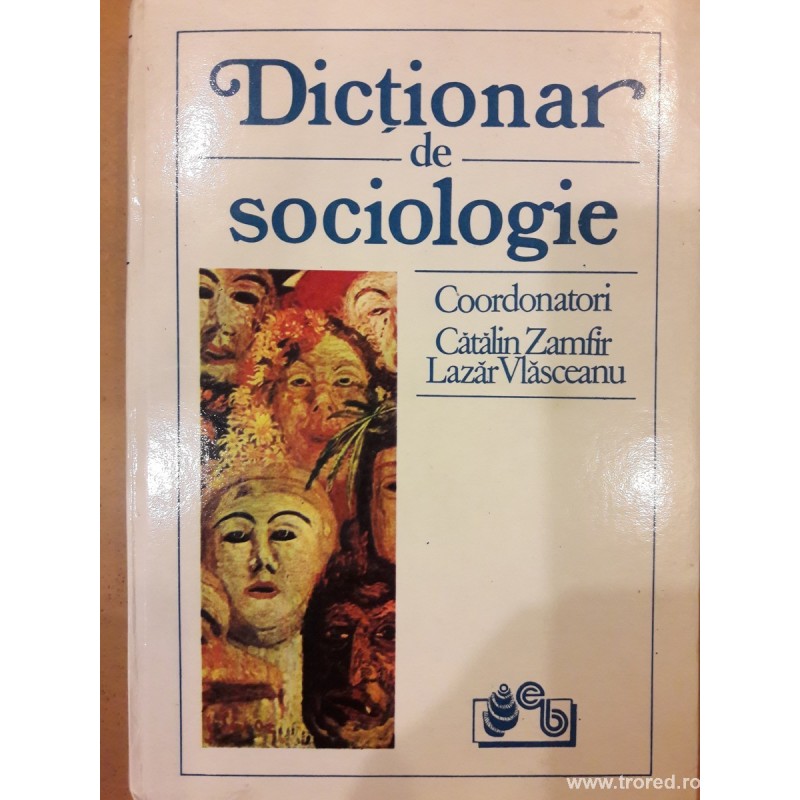 Dicționar
de
sociologie
Coordonatori
Cătălin Zamfir
Lazăr Vlăsceanu
eb
www.trored.ro